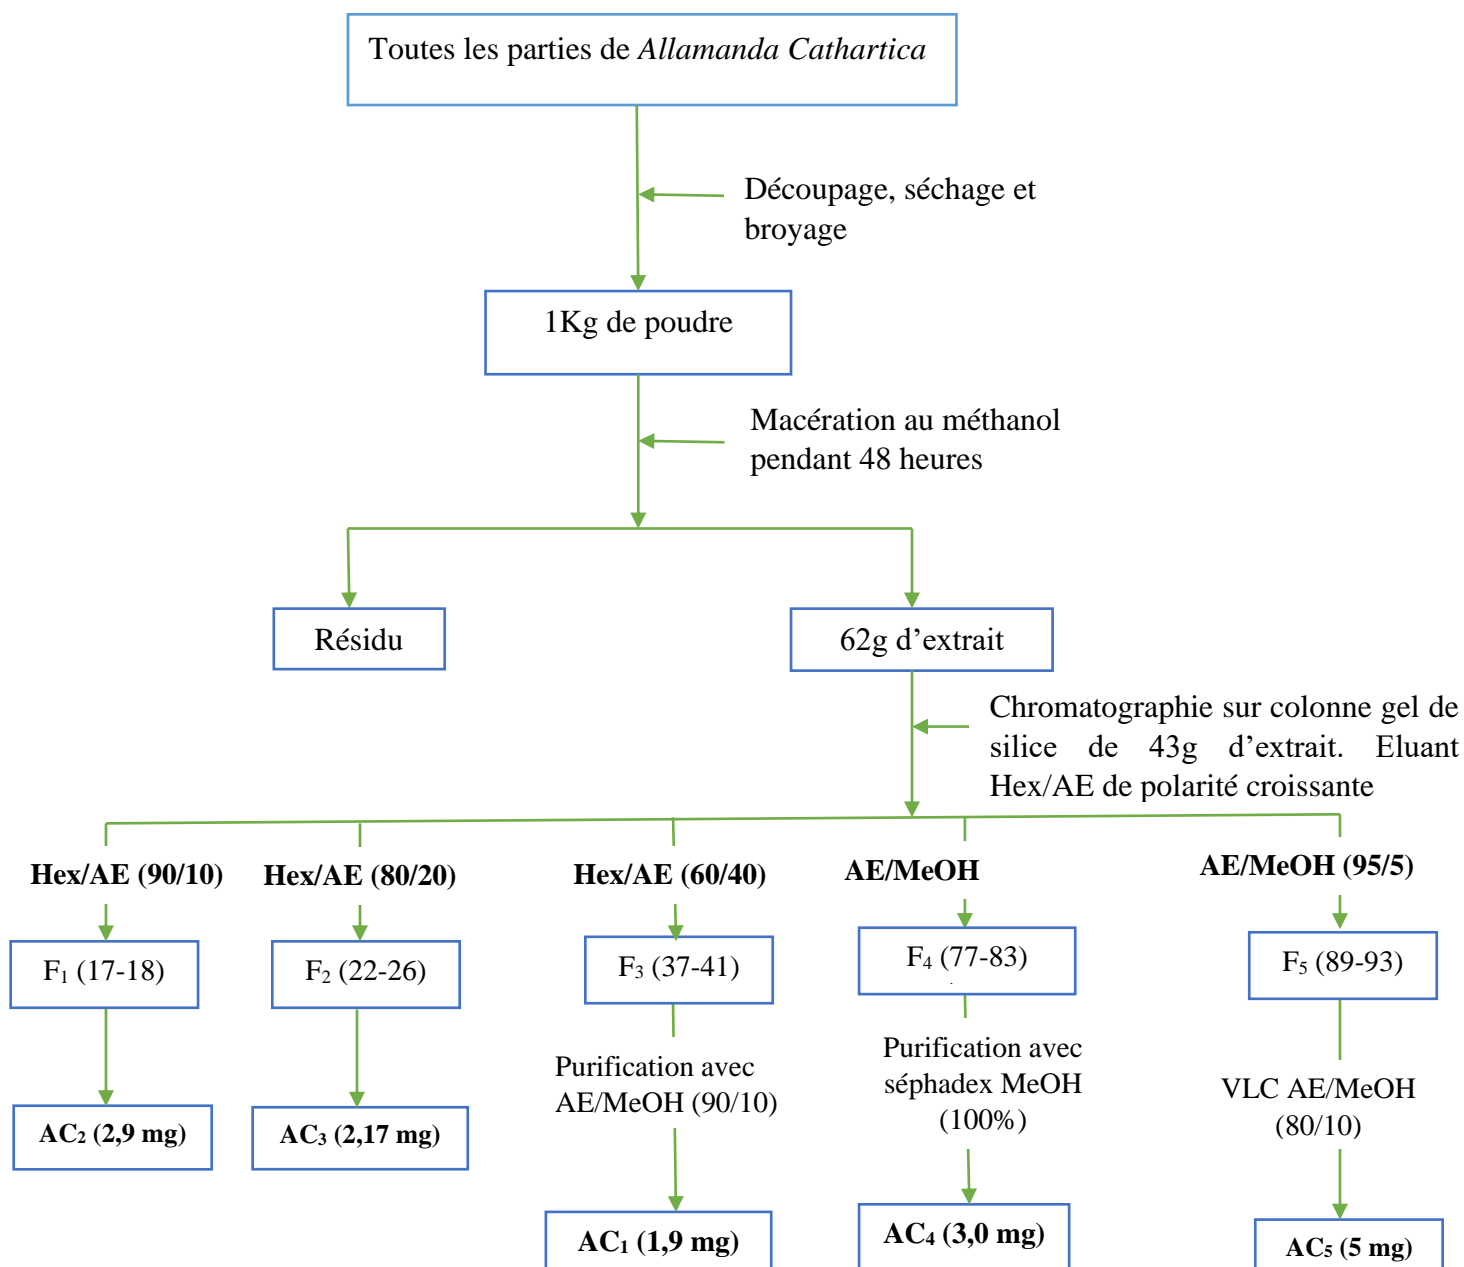 Toutes les parties de Allamanda Cathartica
Découpage, séchage et
broyage
1Kg de poudre
Macération au méthanol
pendant 48 heures
Résidu
62g d’extrait
Chromatographie sur colonne gel de
silice de 43g d’extrait. Eluant
Hex/AE de polarité croissante
Hex/AE (90/10)
Hex/AE (80/20)
Hex/AE (60/40)
AE/MeOH
AE/MeOH (95/5)
F₁ (17-18)
F₂ (22-26)
F₃ (37-41)
F₄ (77-83)
F₅ (89-93)
Purification avec
AE/MeOH (90/10)
Purification avec
séphadex MeOH
(100%)
VLC AE/MeOH
(80/10)
AC₂ (2,9 mg)
AC₃ (2,17 mg)
AC₁ (1,9 mg)
AC₄ (3,0 mg)
AC₅ (5 mg)